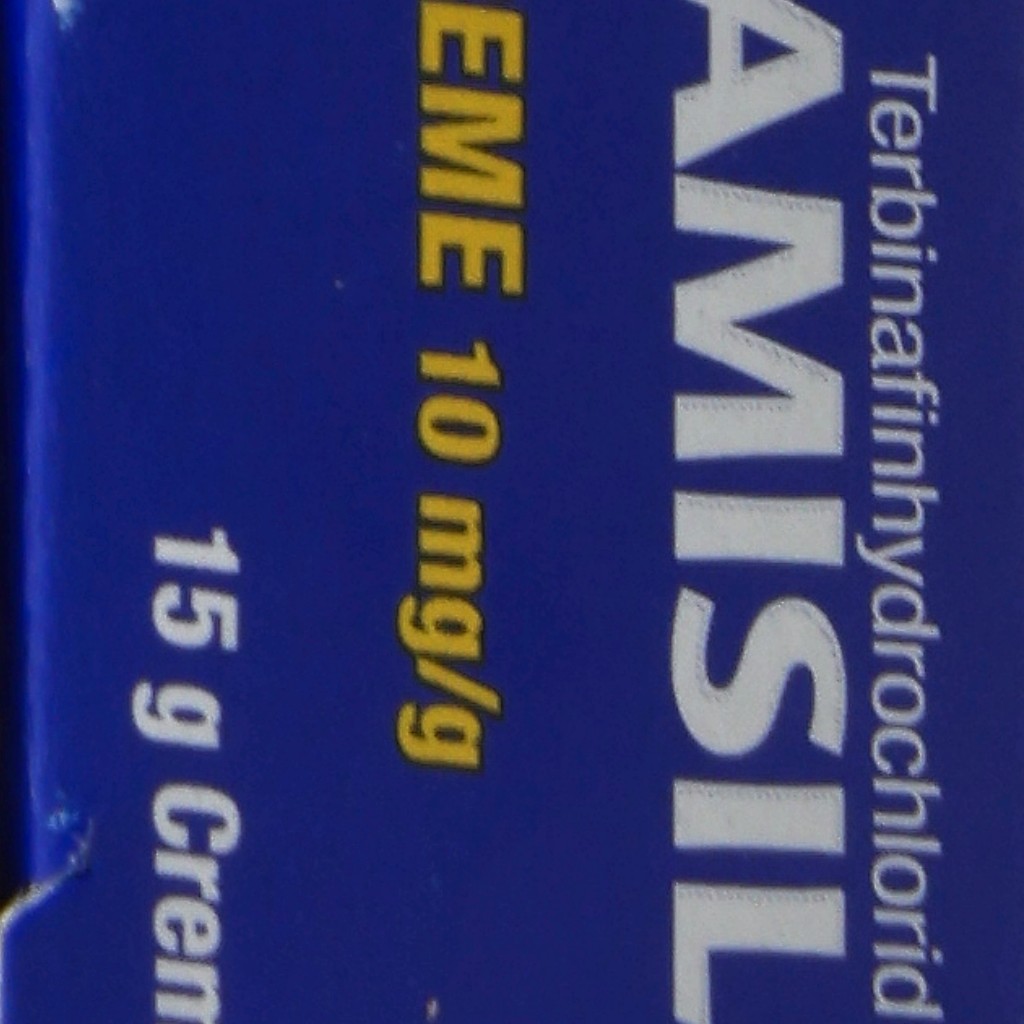 Terbinafinhydrochlorid
AMISIL
EME 10 mg/g
15 g Crem